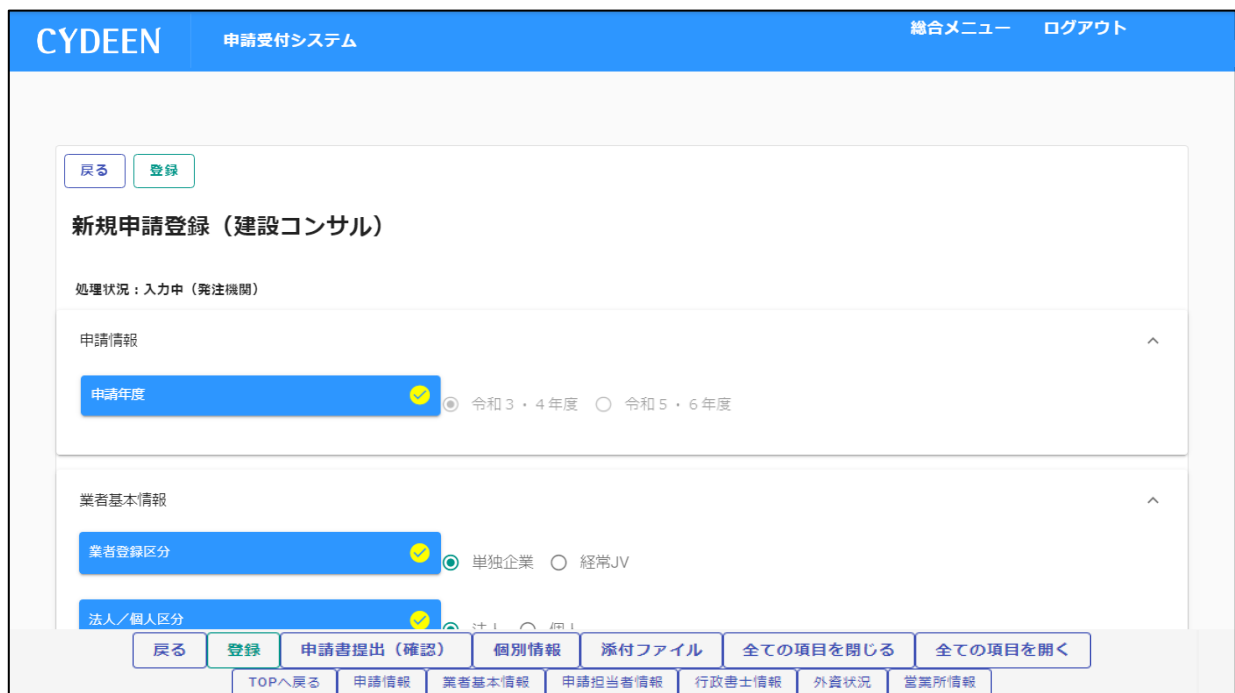 CYDEEN 申請受付システム 総合メニュー ログアウト
戻る 登録
新規申請登録（建設コンサル）
処理状況：入力中（発注機関）
申請情報
申請年度 令和３・４年度 令和５・６年度
業者基本情報
業者登録区分 単独企業 経常JV
法人／個人区分 法人 個人
戻る 登録 申請書提出（確認） 個別情報 添付ファイル 全ての項目を閉じる 全ての項目を開く
TOPへ戻る 申請情報 業者基本情報 申請担当者情報 行政書士情報 外資状況 営業所情報